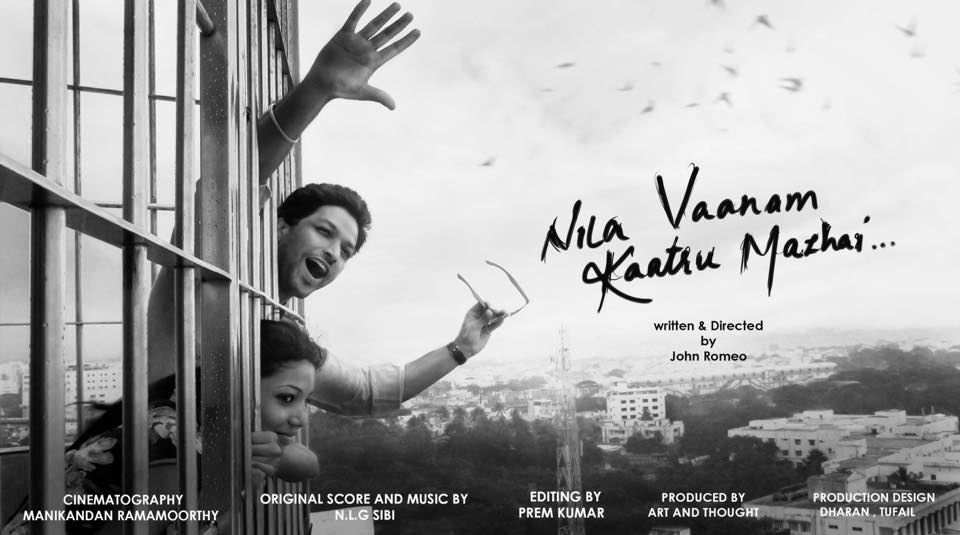 Nila Vaanam
Kaatru Mazhai...
written & Directed
by
John Romeo
CINEMATOGRAPHY
MANIKANDAN RAMAMOORTHY
ORIGINAL SCORE AND MUSIC BY
N.L.G SIBI
EDITING BY
PREM KUMAR
PRODUCED BY
ART AND THOUGHT
PRODUCTION DESIGN
DHARAN , TUFAIL